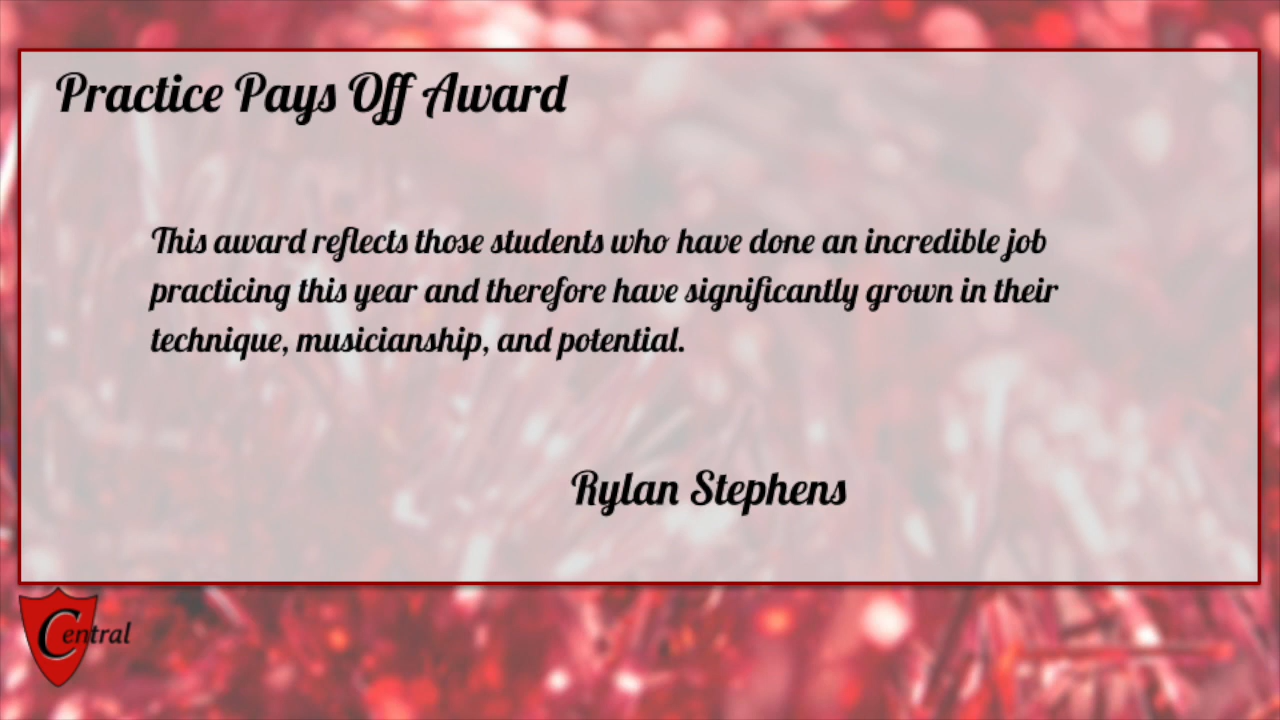 Practice Pays Off Award
This award reflects those students who have done an incredible job
practicing this year and therefore have significantly grown in their
technique, musicianship, and potential.
Rylan Stephens
Central